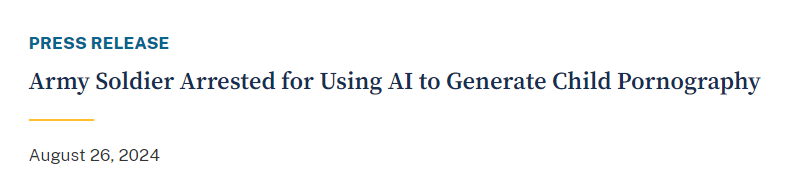 PRESS RELEASE
Army Soldier Arrested for Using AI to Generate Child Pornography
August 26, 2024